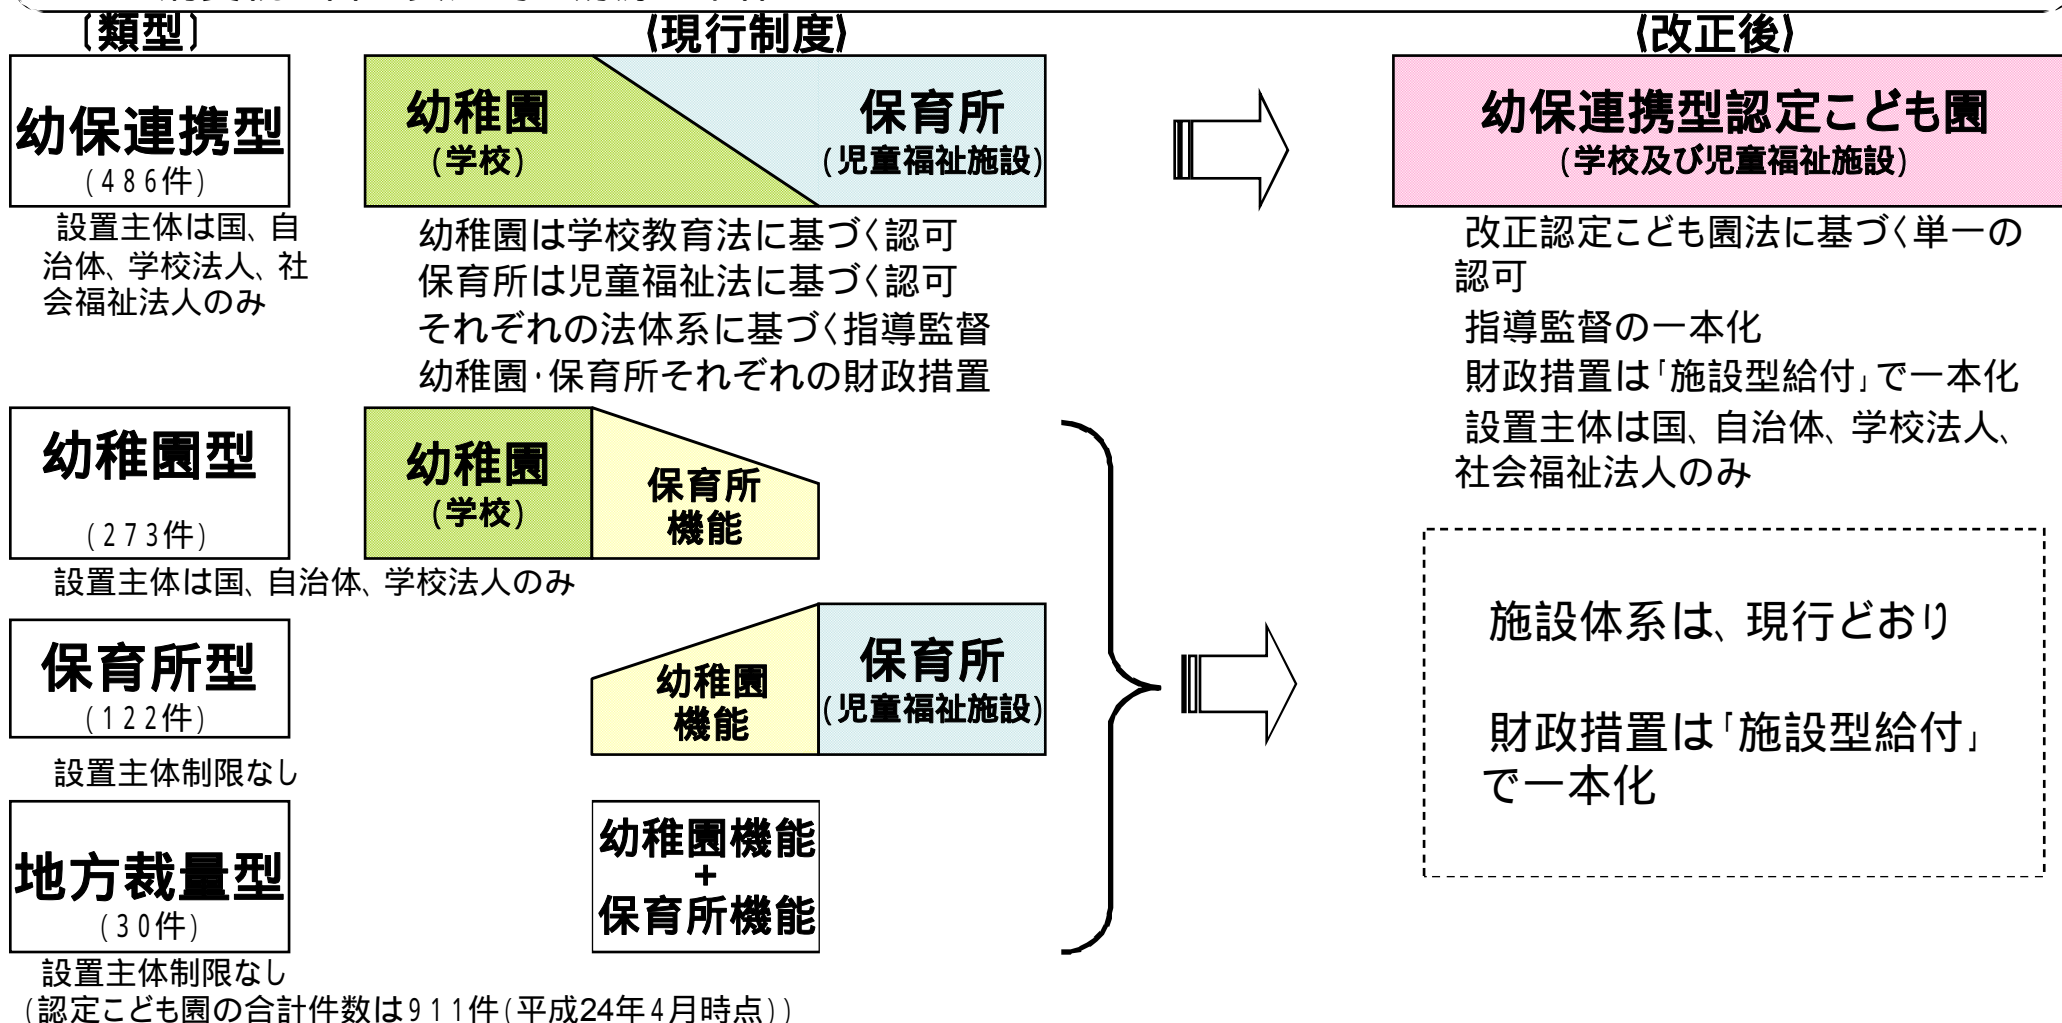 〔類型〕
《現行制度》
《改正後》
幼保連携型
(486件)
設置主体は国、自
治体、学校法人、社
会福祉法人のみ
幼稚園
(学校)
保育所
(児童福祉施設)
幼稚園は学校教育法に基づく認可
保育所は児童福祉法に基づく認可
それぞれの法体系に基づく指導監督
幼稚園・保育所それぞれの財政措置
幼保連携型認定こども園
(学校及び児童福祉施設)
改正認定こども園法に基づく単一の
認可
指導監督の一本化
財政措置は「施設型給付」で一本化
設置主体は国、自治体、学校法人、
社会福祉法人のみ
幼稚園型
(273件)
設置主体は国、自治体、学校法人のみ
幼稚園
(学校)
保育所
機能
保育所型
(122件)
設置主体制限なし
幼稚園
機能
保育所
(児童福祉施設)
地方裁量型
(30件)
設置主体制限なし
幼稚園機能
+
保育所機能
施設体系は、現行どおり
財政措置は「施設型給付」
で一本化
(認定こども園の合計件数は911件(平成24年4月時点))